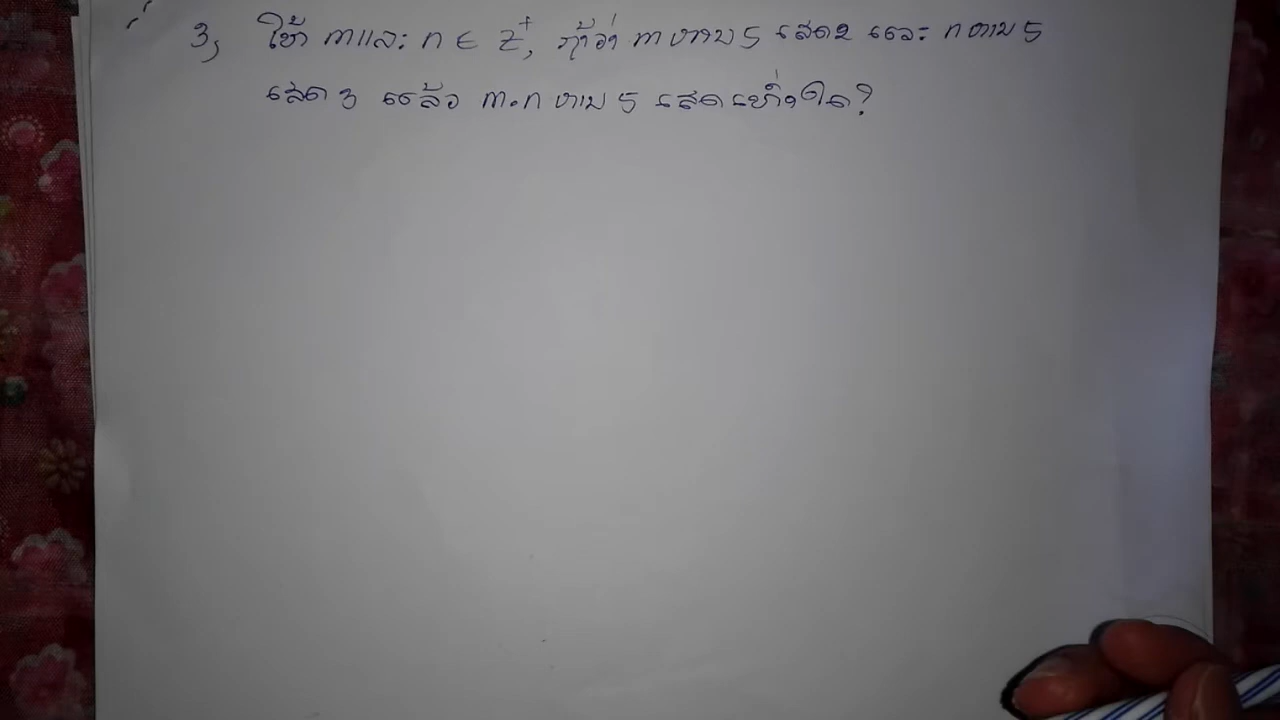 3, ໃຫ້ m ແລະ n ∈ Z⁺, ຖ້າວ່າ m ຫານ 5 ເສດ 2 ແລະ n ຫານ 5
ເສດ 3 ແລ້ວ m·n ຫານ 5 ເສດເທົ່າໃດ?